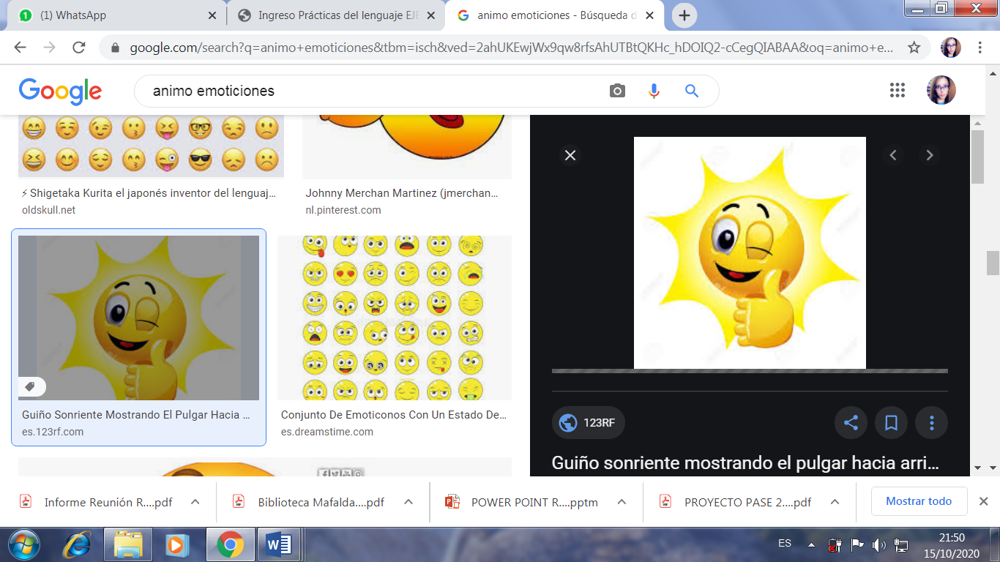 (1) WhatsApp
Ingreso Prácticas del lenguaje EJE
animo emoticiones - Búsqueda d
google.com/search?q=animo+emoticiones&tbm=isch&ved=2ahUKEwjWx9qw8rfsAhUTBtQKHc_hDOIQ2-cCegQIABAA&oq=animo+e...
Google
animo emoticiones
⚡ Shigetaka Kurita el japonés inventor del lenguaj...
oldskull.net
Johnny Merchan Martinez (jmerchan...
nl.pinterest.com
Guiño Sonriente Mostrando El Pulgar Hacia ...
es.123rf.com
Conjunto De Emoticonos Con Un Estado De...
es.dreamstime.com
123RF
Guiño sonriente mostrando el pulgar hacia arri...
Informe Reunión R....pdf
Biblioteca Mafalda....pdf
POWER POINT R....pptm
PROYECTO PASE 2....pdf
Mostrar todo
ES
21:50
15/10/2020